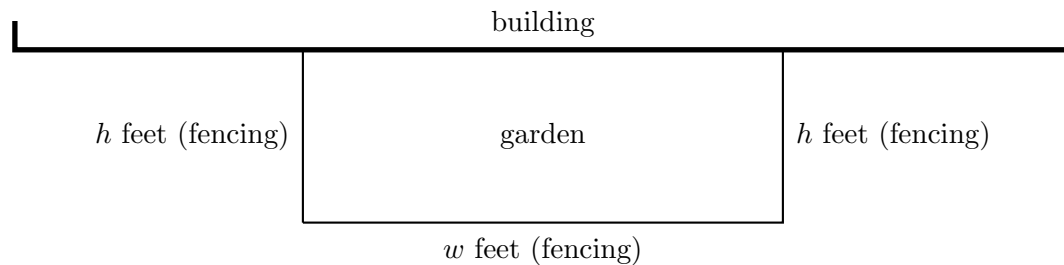 building
h feet (fencing)
garden
h feet (fencing)
w feet (fencing)